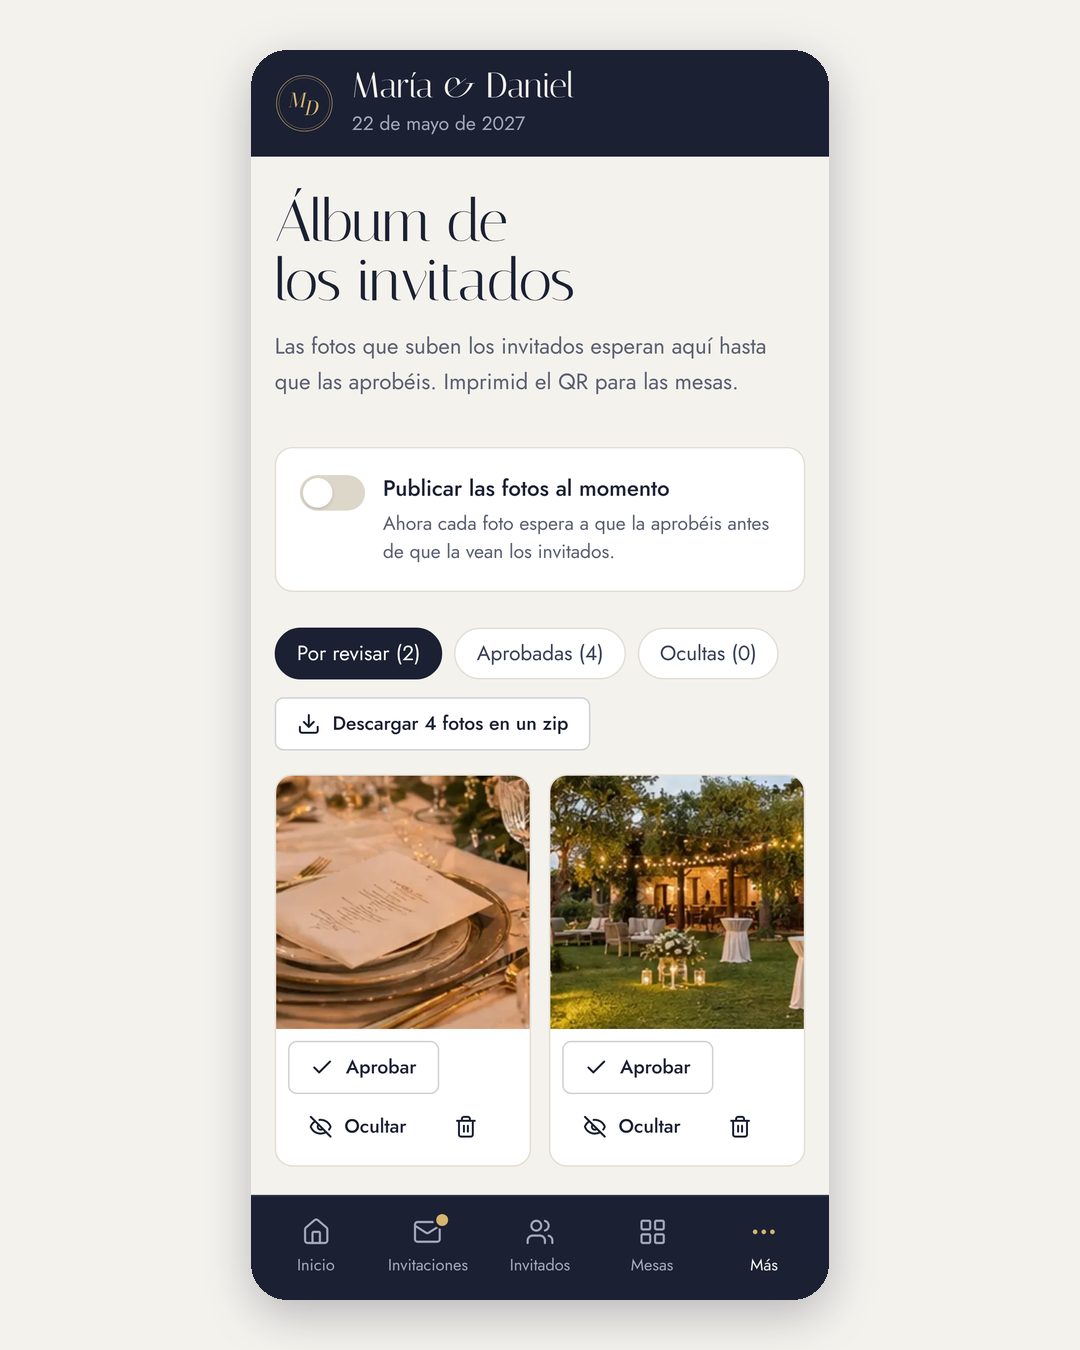 MD
María & Daniel
22 de mayo de 2027
Álbum de
los invitados
Las fotos que suben los invitados esperan aquí hasta
que las aprobéis. Imprimid el QR para las mesas.
Publicar las fotos al momento
Ahora cada foto espera a que la aprobéis antes
de que la vean los invitados.
Por revisar (2)
Aprobadas (4)
Ocultas (0)
Descargar 4 fotos en un zip
Aprobar
Aprobar
Ocultar
Ocultar
Inicio
Invitaciones
Invitados
Mesas
Más